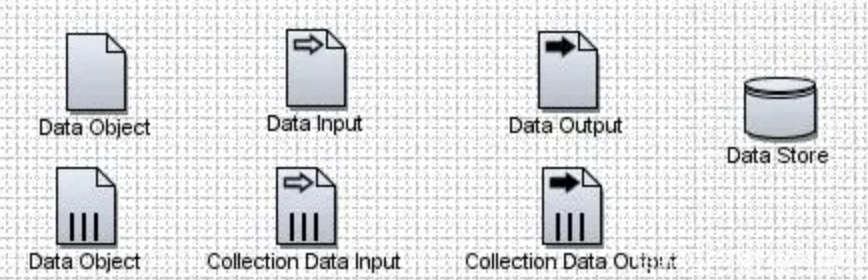 Data Object
Data Input
Data Output
Data Store
Data Object
Collection Data Input
Collection Data Output